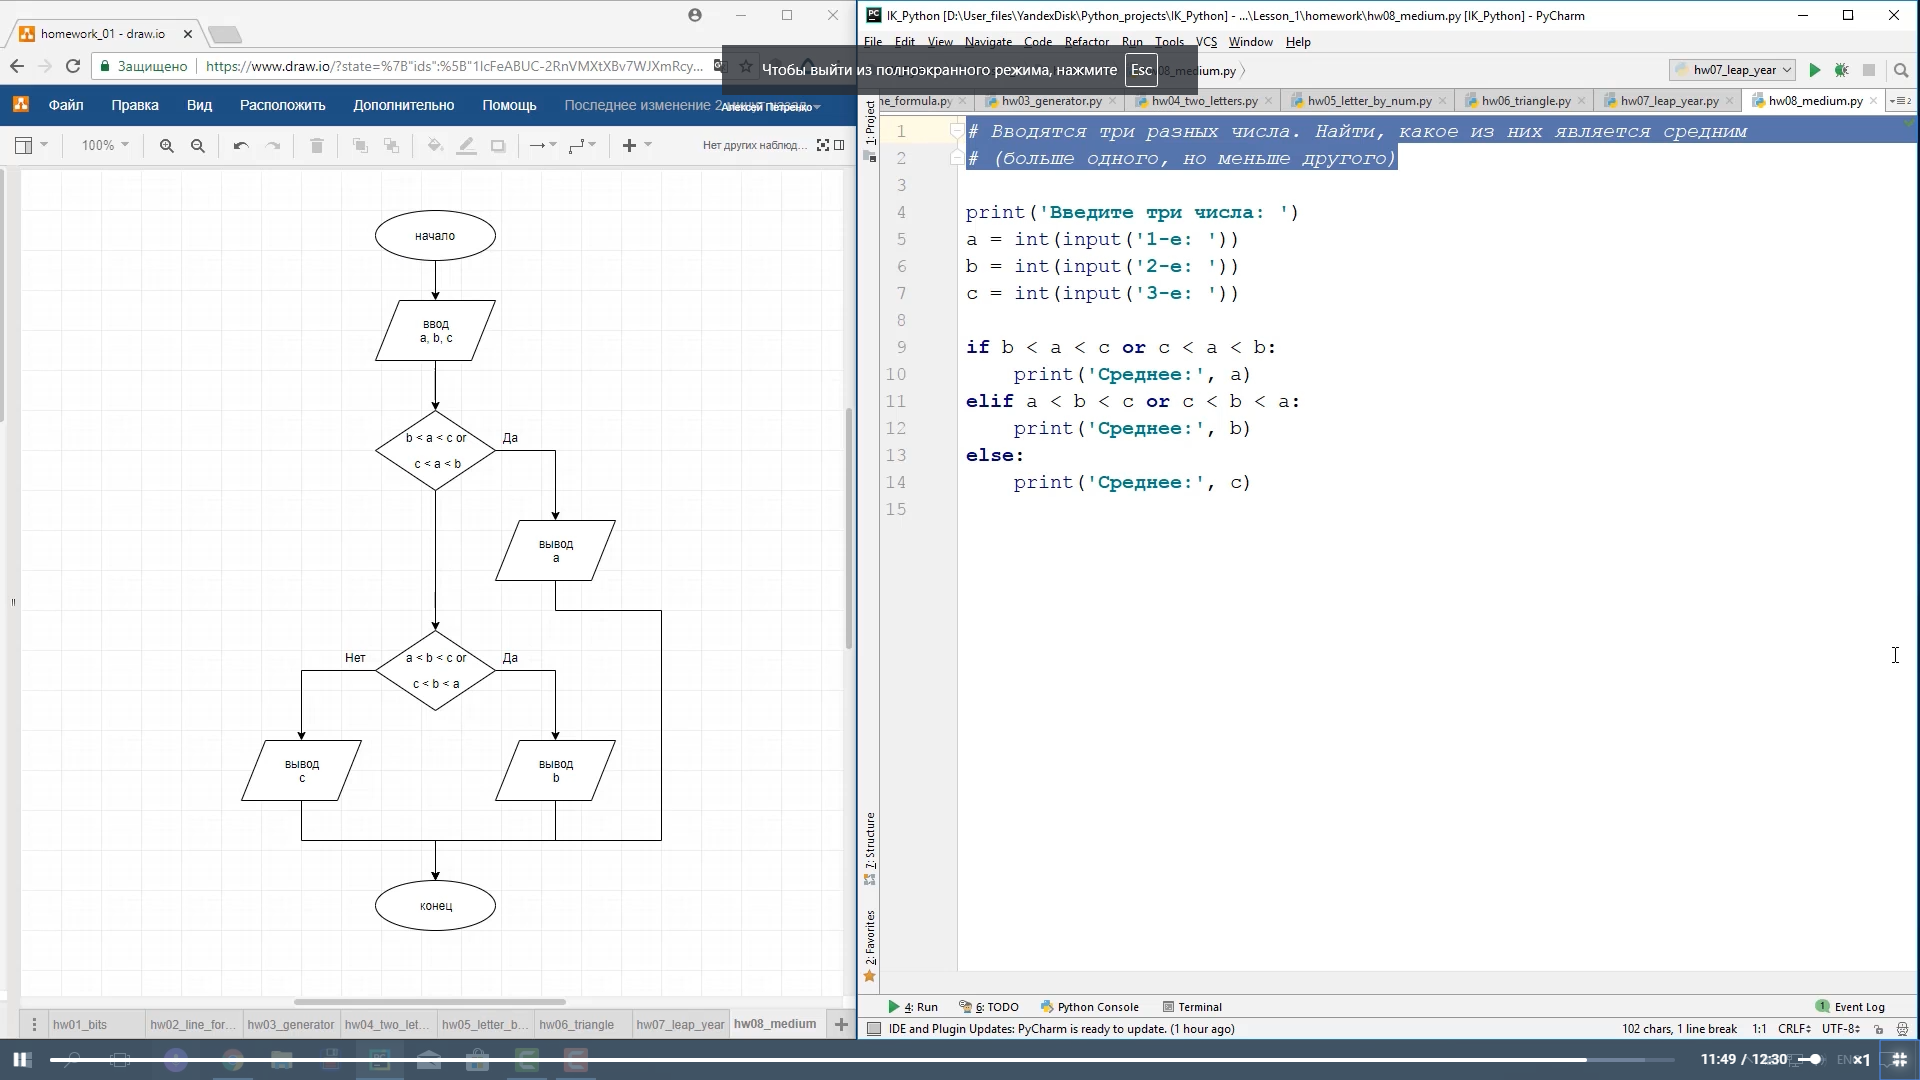 homework_01 - draw.io
Защищено
https://www.draw.io/?state=%7B"ids":%5B"1IcFeABUC-2RnVMXtXBv7WJXmRcy...
Файл Правка Вид Расположить Дополнительно Помощь Последнее изменение 2
Алексей Петренко
100%
Нет других наблюд...
начало
ввод
a, b, c
b < a < c or
c < a < b
Да
вывод
a
Нет
a < b < c or
c < b < a
Да
вывод
c
вывод
b
конец
hw01_bits hw02_line_for... hw03_generator hw04_two_let... hw05_letter_b... hw06_triangle hw07_leap_year hw08_medium
IK_Python [D:\User_files\YandexDisk\Python_projects\IK_Python] - ...\Lesson_1\homework\hw08_medium.py [IK_Python] - PyCharm
File Edit View Navigate Code Refactor Run Tools VCS Window Help
Чтобы выйти из полноэкранного режима, нажмите Esc
hw08_medium.py
hw07_leap_year
ne_formula.py hw03_generator.py hw04_two_letters.py hw05_letter_by_num.py hw06_triangle.py hw07_leap_year.py hw08_medium.py
1: Project
7: Structure
2: Favorites
1 # Вводятся три разных числа. Найти, какое из них является средним
2 # (больше одного, но меньше другого)
3
4 print('Введите три числа: ')
5 a = int(input('1-е: '))
6 b = int(input('2-е: '))
7 c = int(input('3-е: '))
8
9 if b < a < c or c < a < b:
10 print('Среднее:', a)
11 elif a < b < c or c < b < a:
12 print('Среднее:', b)
13 else:
14 print('Среднее:', c)
15
4: Run 6: TODO Python Console Terminal 1 Event Log
IDE and Plugin Updates: PyCharm is ready to update. (1 hour ago) 102 chars, 1 line break 1:1 CRLF UTF-8
11:49 / 12:30 ×1